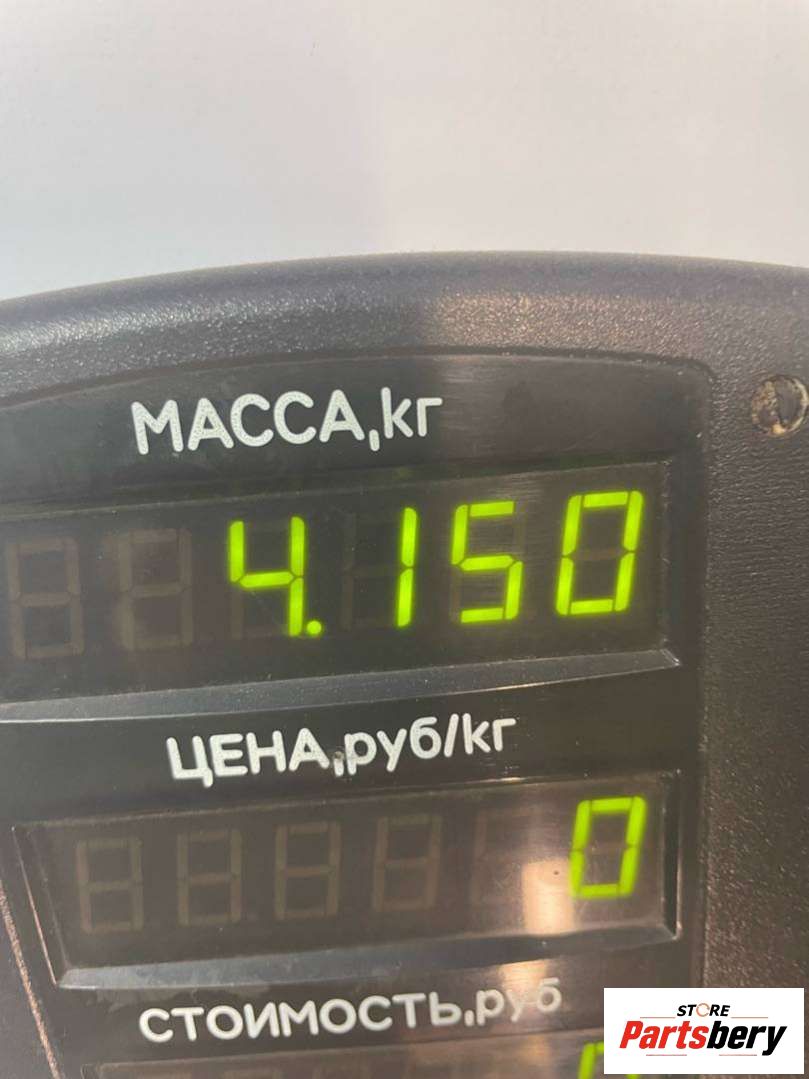 МАССА,кг
4.150
ЦЕНА,руб/кг
0
СТОИМОСТЬ,руб
STORE
Partsbery